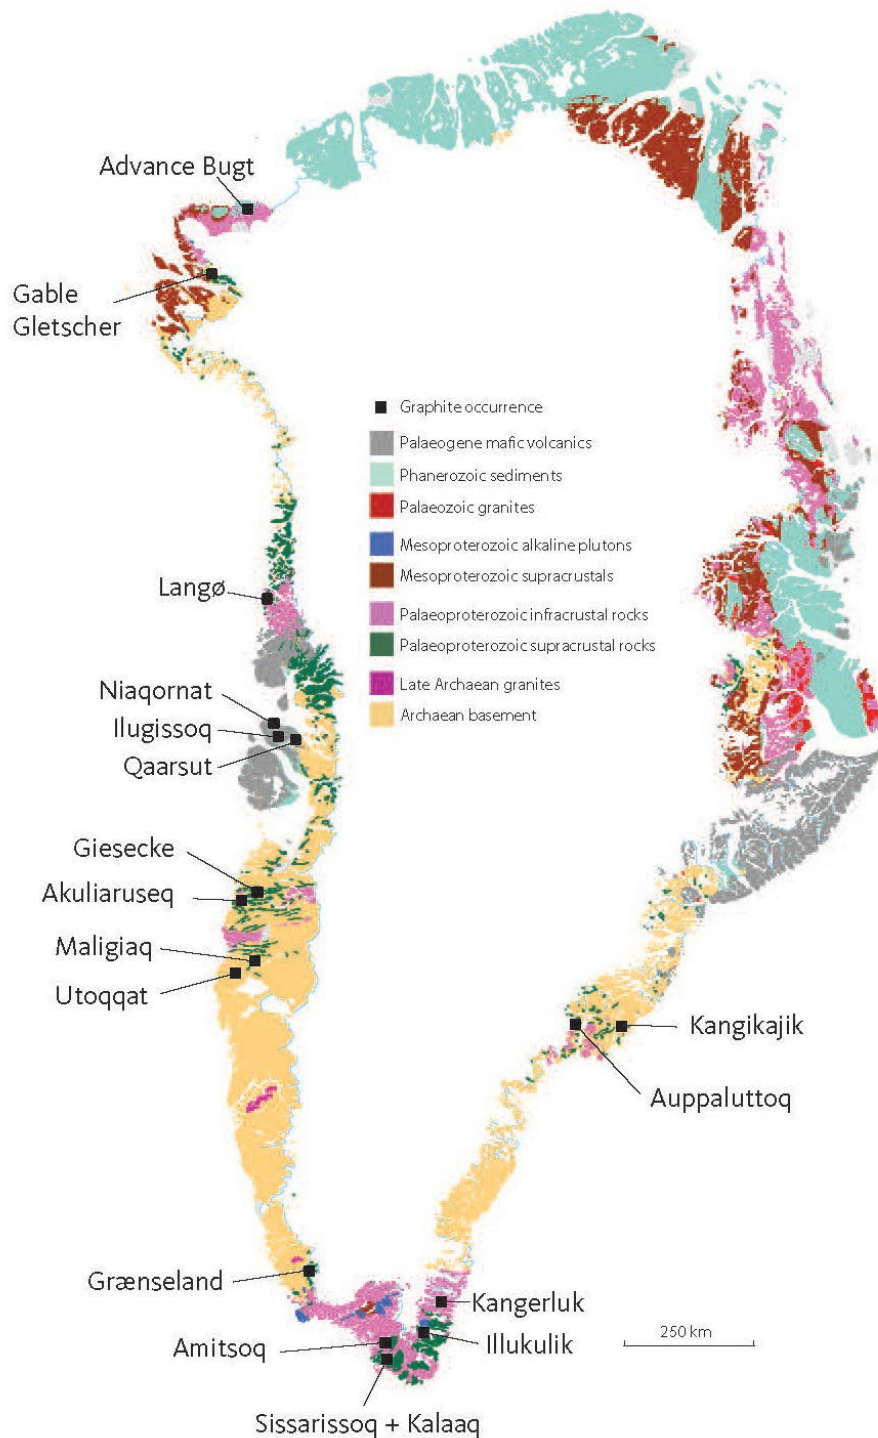 Advance Bugt
Gable
Gletscher
Graphite occurrence
Palaeogene mafic volcanics
Phanerozoic sediments
Palaeozoic granites
Mesoproterozoic alkaline plutons
Mesoproterozoic supracrustals
Palaeoproterozoic infracrustal rocks
Palaeoproterozoic supracrustal rocks
Late Archaean granites
Archaean basement
Langø
Niaqornat
Ilugissoq
Qaarsut
Giesecke
Akuliaruseq
Maligiaq
Utoqqat
Kangikajik
Auppaluttoq
Grænseland
Kangerluk
Illukulik
Amitsoq
Sissarissoq + Kalaaq
250 km